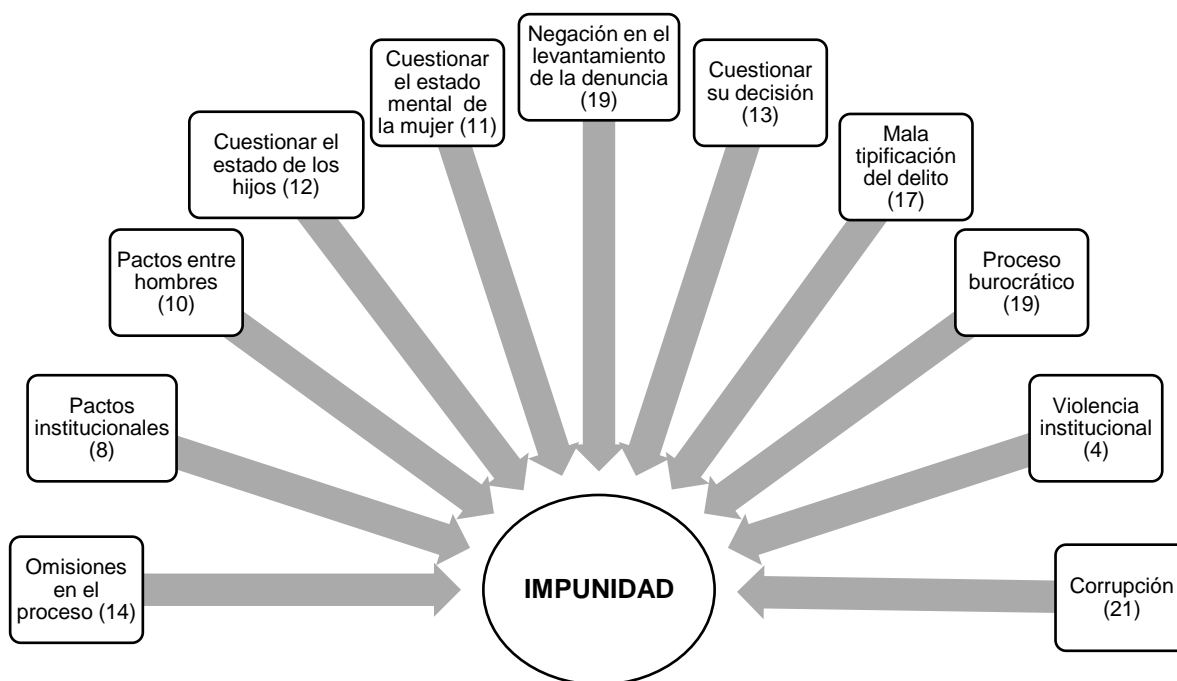 Omisiones
en el
proceso (14)
Pactos
institucionales
(8)
Pactos entre
hombres
(10)
Cuestionar el
estado de los
hijos (12)
Cuestionar
el estado
mental de
la mujer (11)
Negación en el
levantamiento
de la denuncia
(19)
Cuestionar
su decisión
(13)
Mala
tipificación
del delito
(17)
Proceso
burocrático
(19)
Violencia
institucional
(4)
Corrupción
(21)
IMPUNIDAD